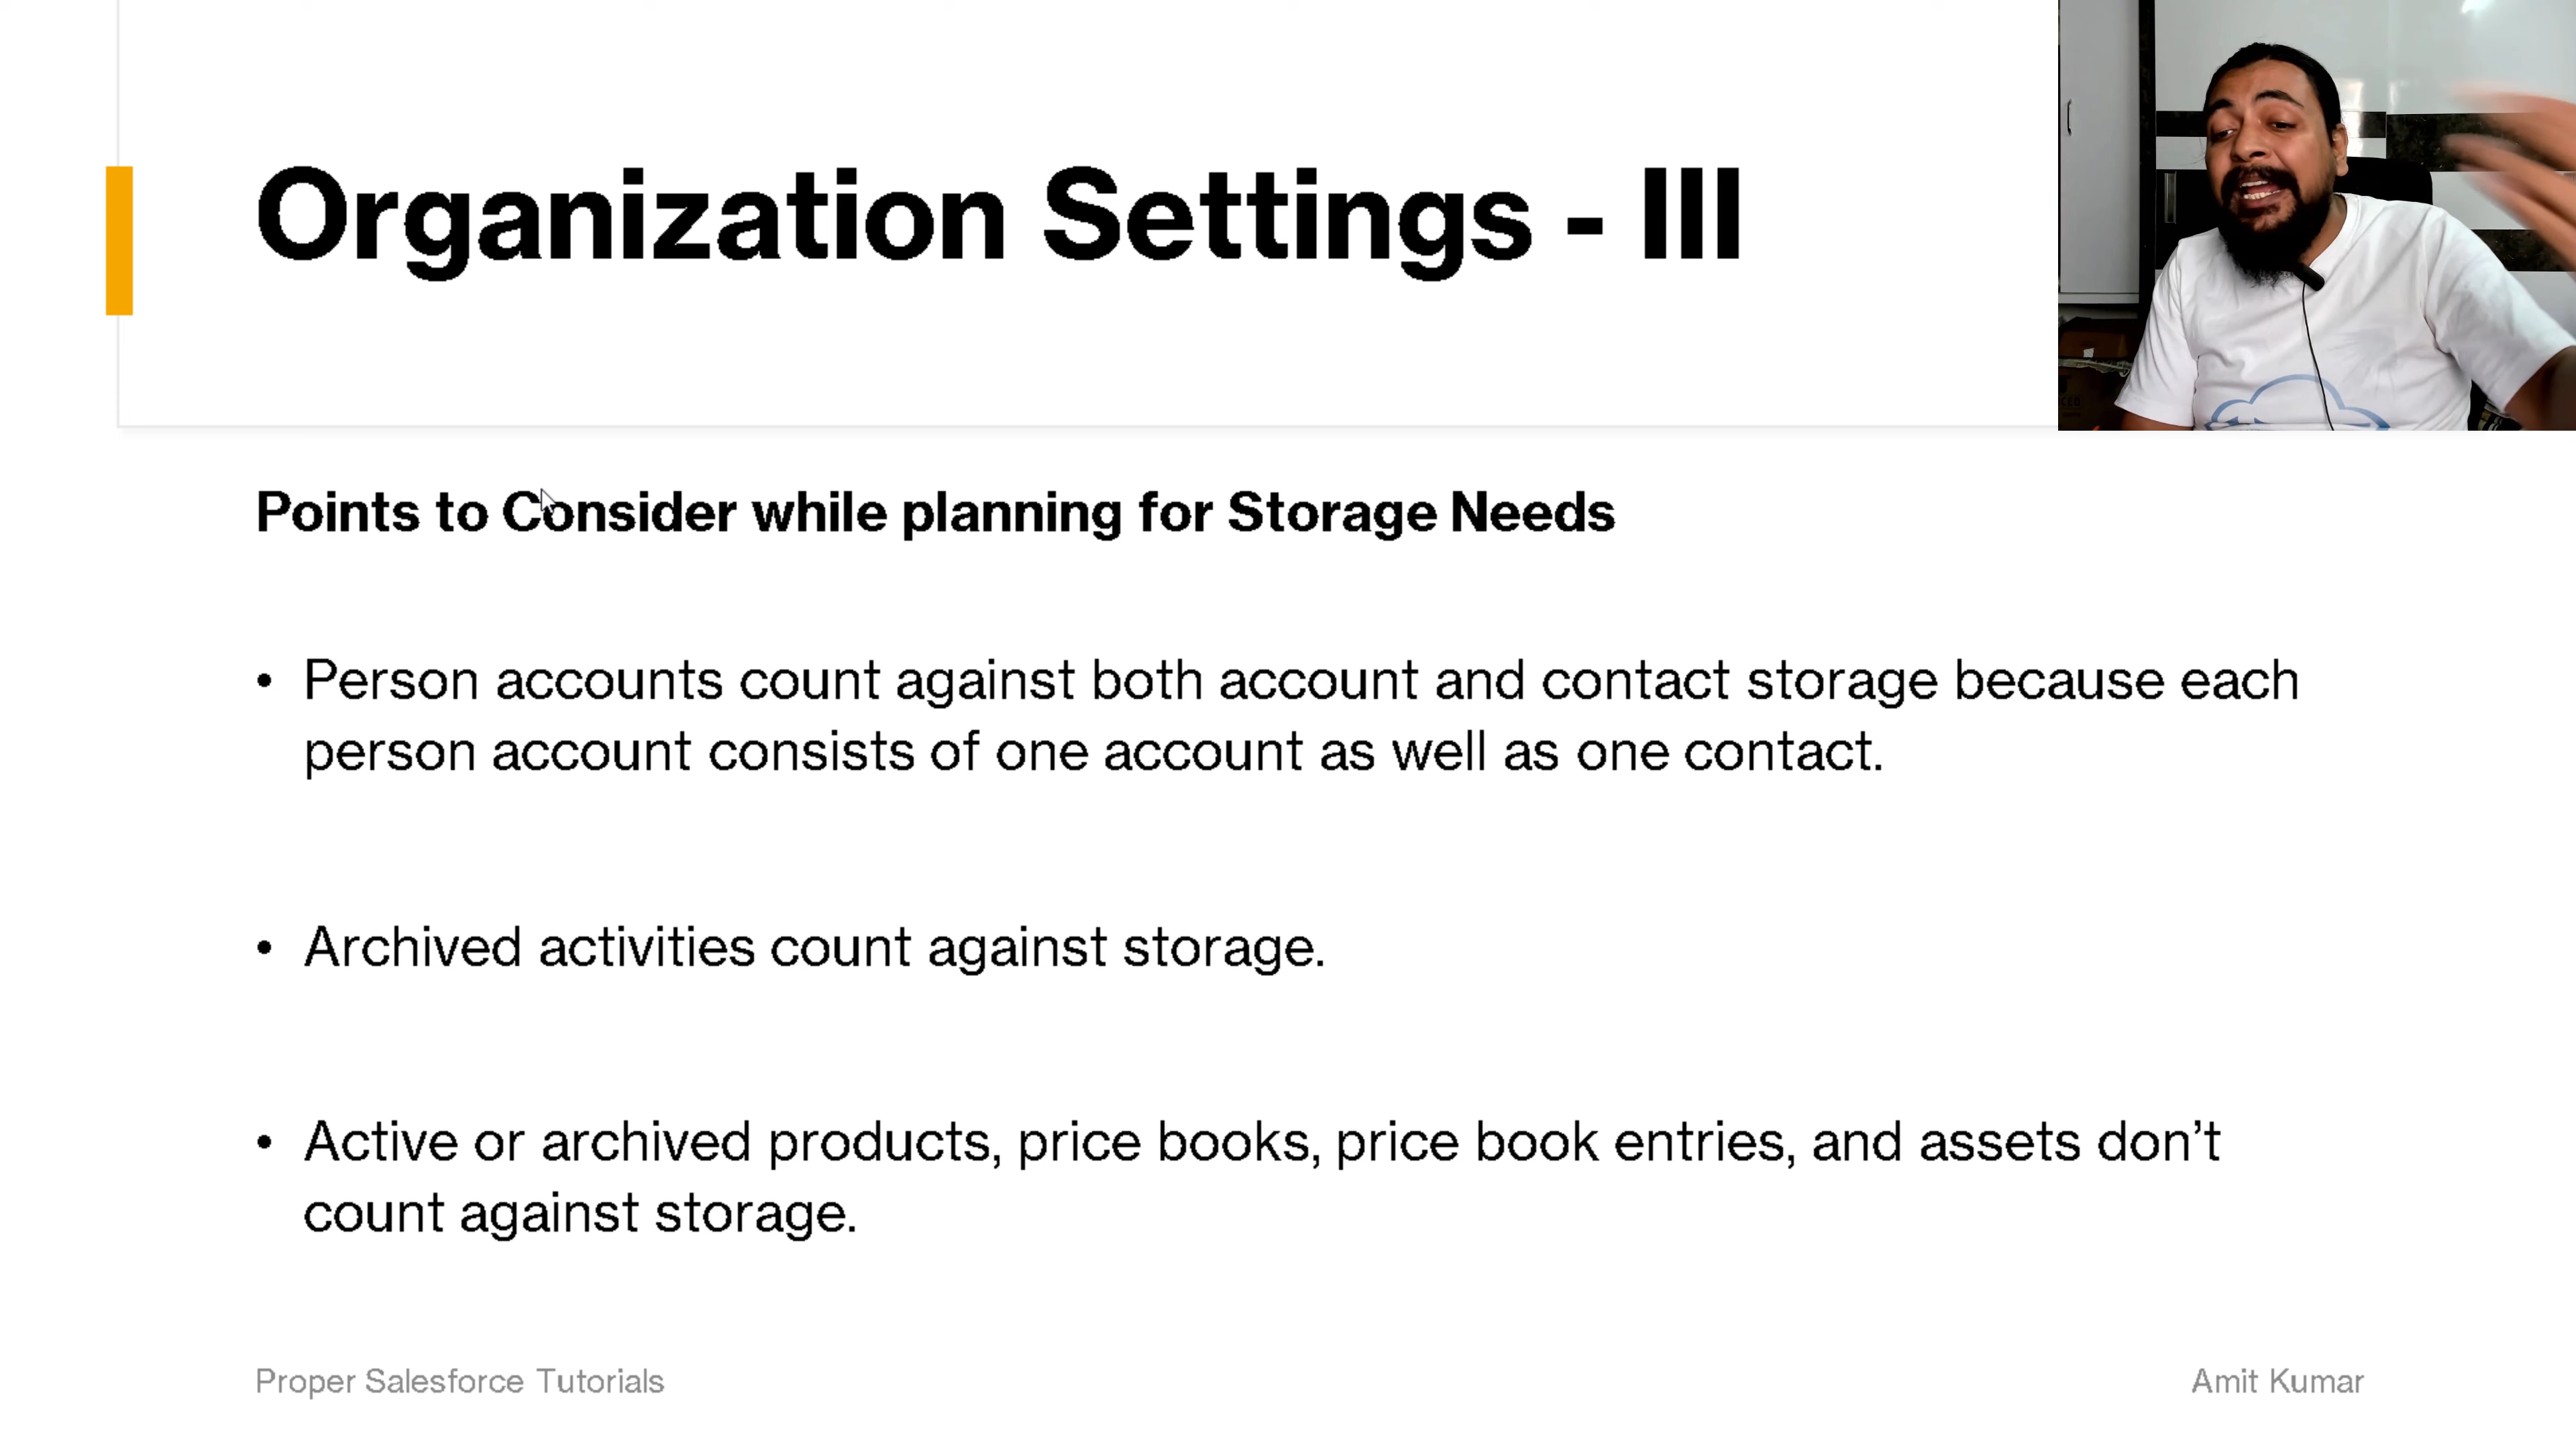 Organization Settings - III
Points to Consider while planning for Storage Needs
• Person accounts count against both account and contact storage because each
person account consists of one account as well as one contact.
• Archived activities count against storage.
• Active or archived products, price books, price book entries, and assets don't
count against storage.
Proper Salesforce Tutorials
Amit Kumar